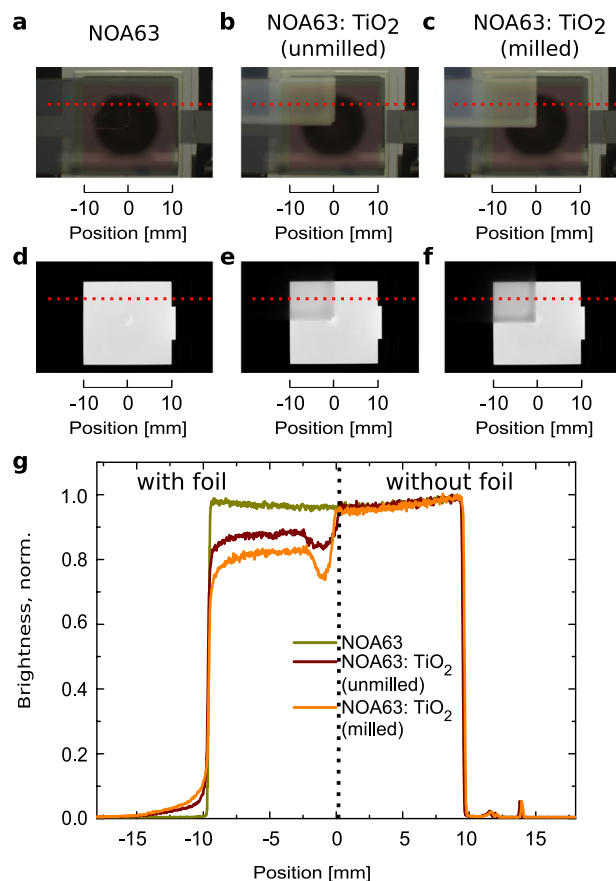 a NOA63
b NOA63: TiO2
(unmilled)
c NOA63: TiO2
(milled)
-10 0 10
Position [mm]
-10 0 10
Position [mm]
-10 0 10
Position [mm]
d
e
f
-10 0 10
Position [mm]
-10 0 10
Position [mm]
-10 0 10
Position [mm]
g
with foil
without foil
1.0
0.8
0.6
0.4
0.2
0.0
Brightness, norm.
NOA63
NOA63: TiO2
(unmilled)
NOA63: TiO2
(milled)
-15 -10 -5 0 5 10 15
Position [mm]